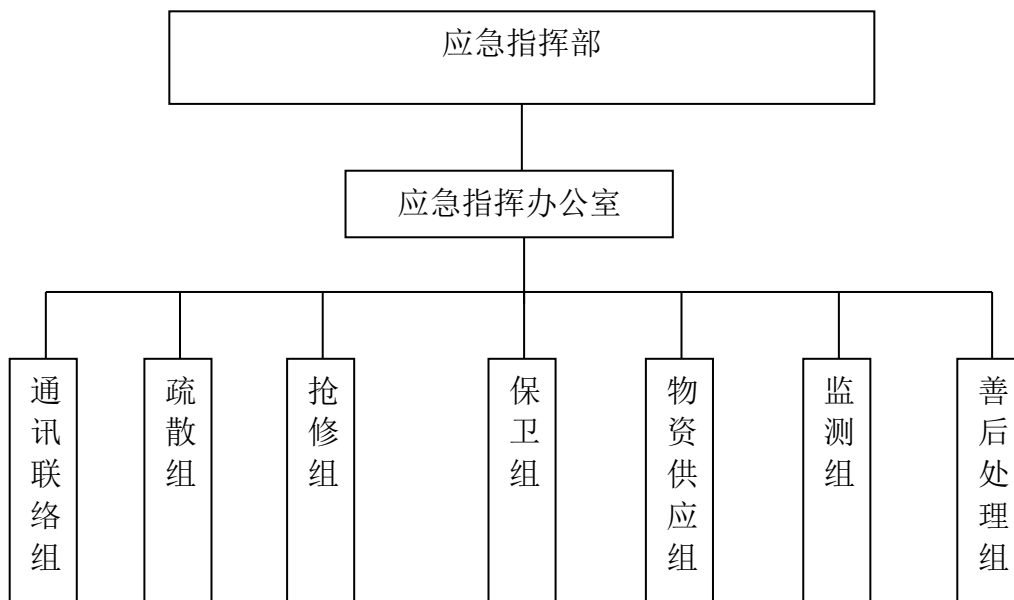 应急指挥部
应急指挥办公室
通讯联络组
疏散组
抢修组
保卫组
物资供应组
监测组
善后处理组